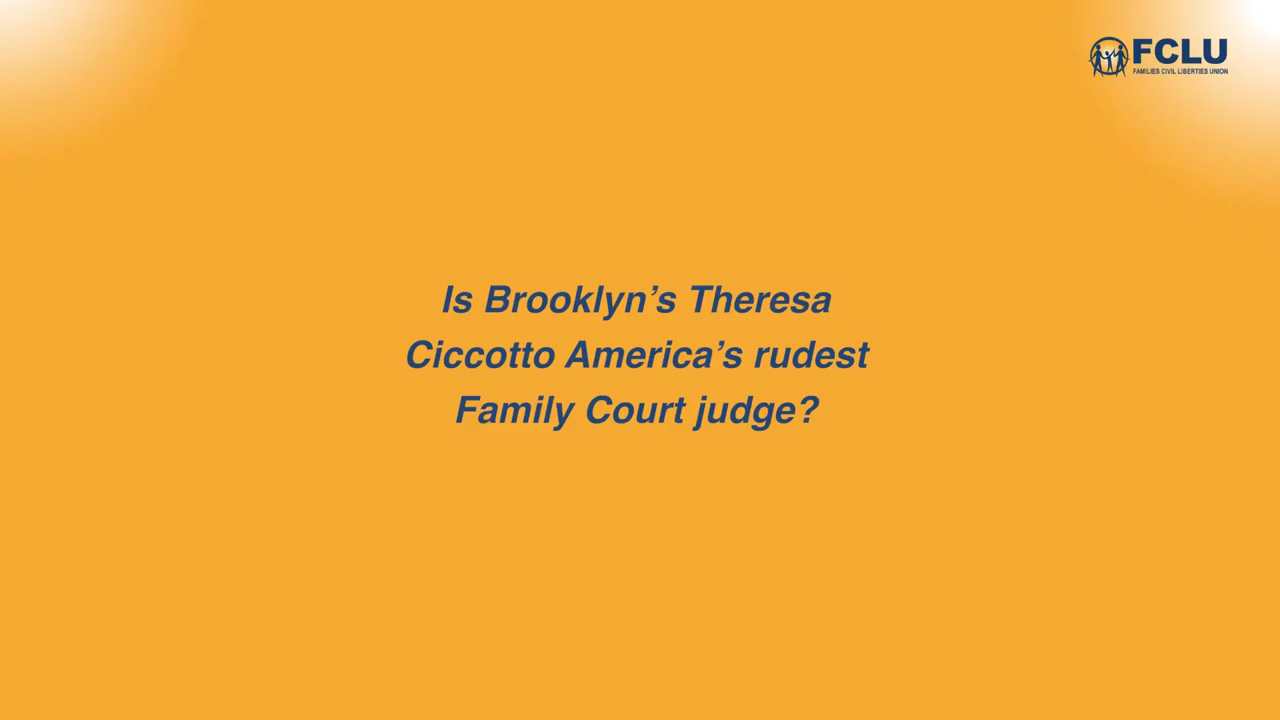 FCLU
FAMILIES CIVIL LIBERTIES UNION
Is Brooklyn’s Theresa
Ciccotto America’s rudest
Family Court judge?